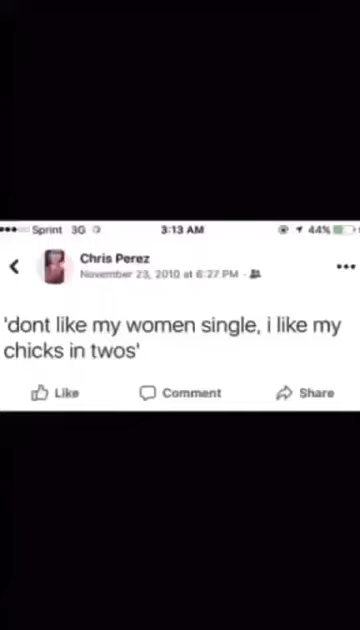 Sprint 3G 3:13 AM 44%
Chris Perez
November 23, 2010 at 6:27 PM
'dont like my women single, i like my
chicks in twos'
Like Comment Share